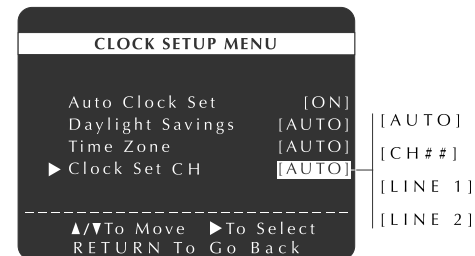 CLOCK SETUP MENU
Auto Clock Set [ON]
Daylight Savings [AUTO]
Time Zone [AUTO]
▶ Clock Set CH [AUTO]
[AUTO]
[CH##]
[LINE 1]
[LINE 2]
▲/▼To Move ▶To Select
RETURN To Go Back